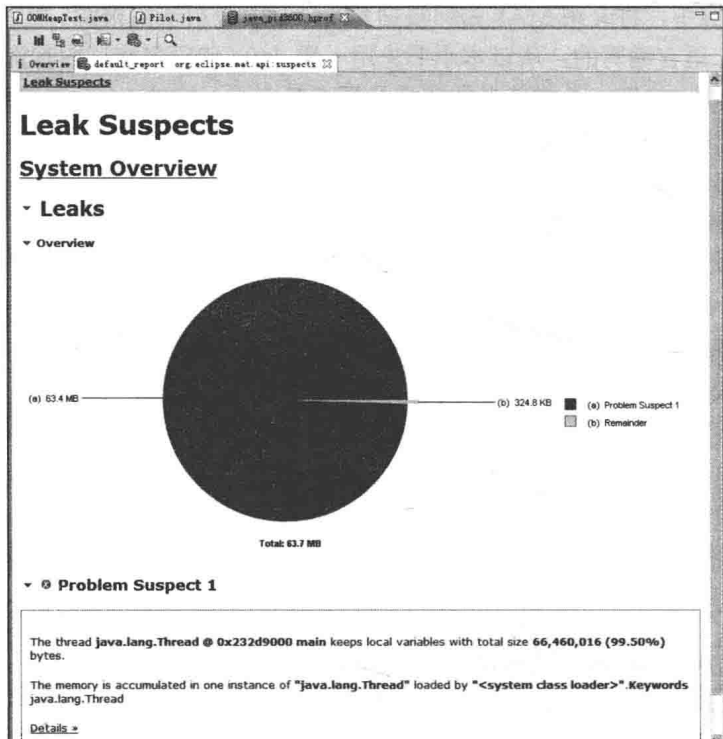 OOMHeapTest.java Pilot.java java_pid3600.hprof
Overview default_report org.eclipse.mat.api:suspects
Leak Suspects
Leak Suspects
System Overview
Leaks
Overview
(a) 63.4 MB
(b) 324.8 KB
(a) Problem Suspect 1
(b) Remainder
Total: 63.7 MB
Problem Suspect 1
The thread java.lang.Thread @ 0x232d9000 main keeps local variables with total size 66,460,016 (99.50%)
bytes.
The memory is accumulated in one instance of "java.lang.Thread" loaded by "<system class loader>".Keywords
java.lang.Thread
Details »